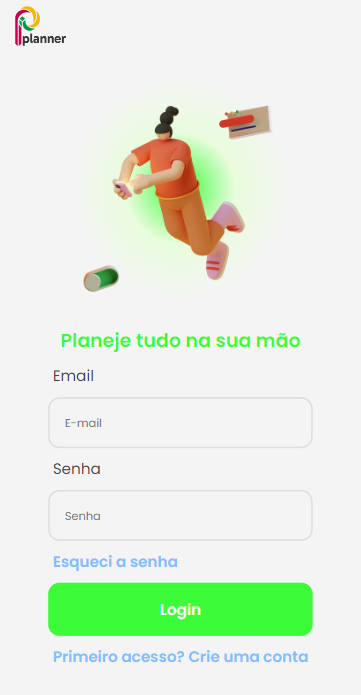 planner
Planeje tudo na sua mão
Email
E-mail
Senha
Senha
Esqueci a senha
Login
Primeiro acesso? Crie uma conta